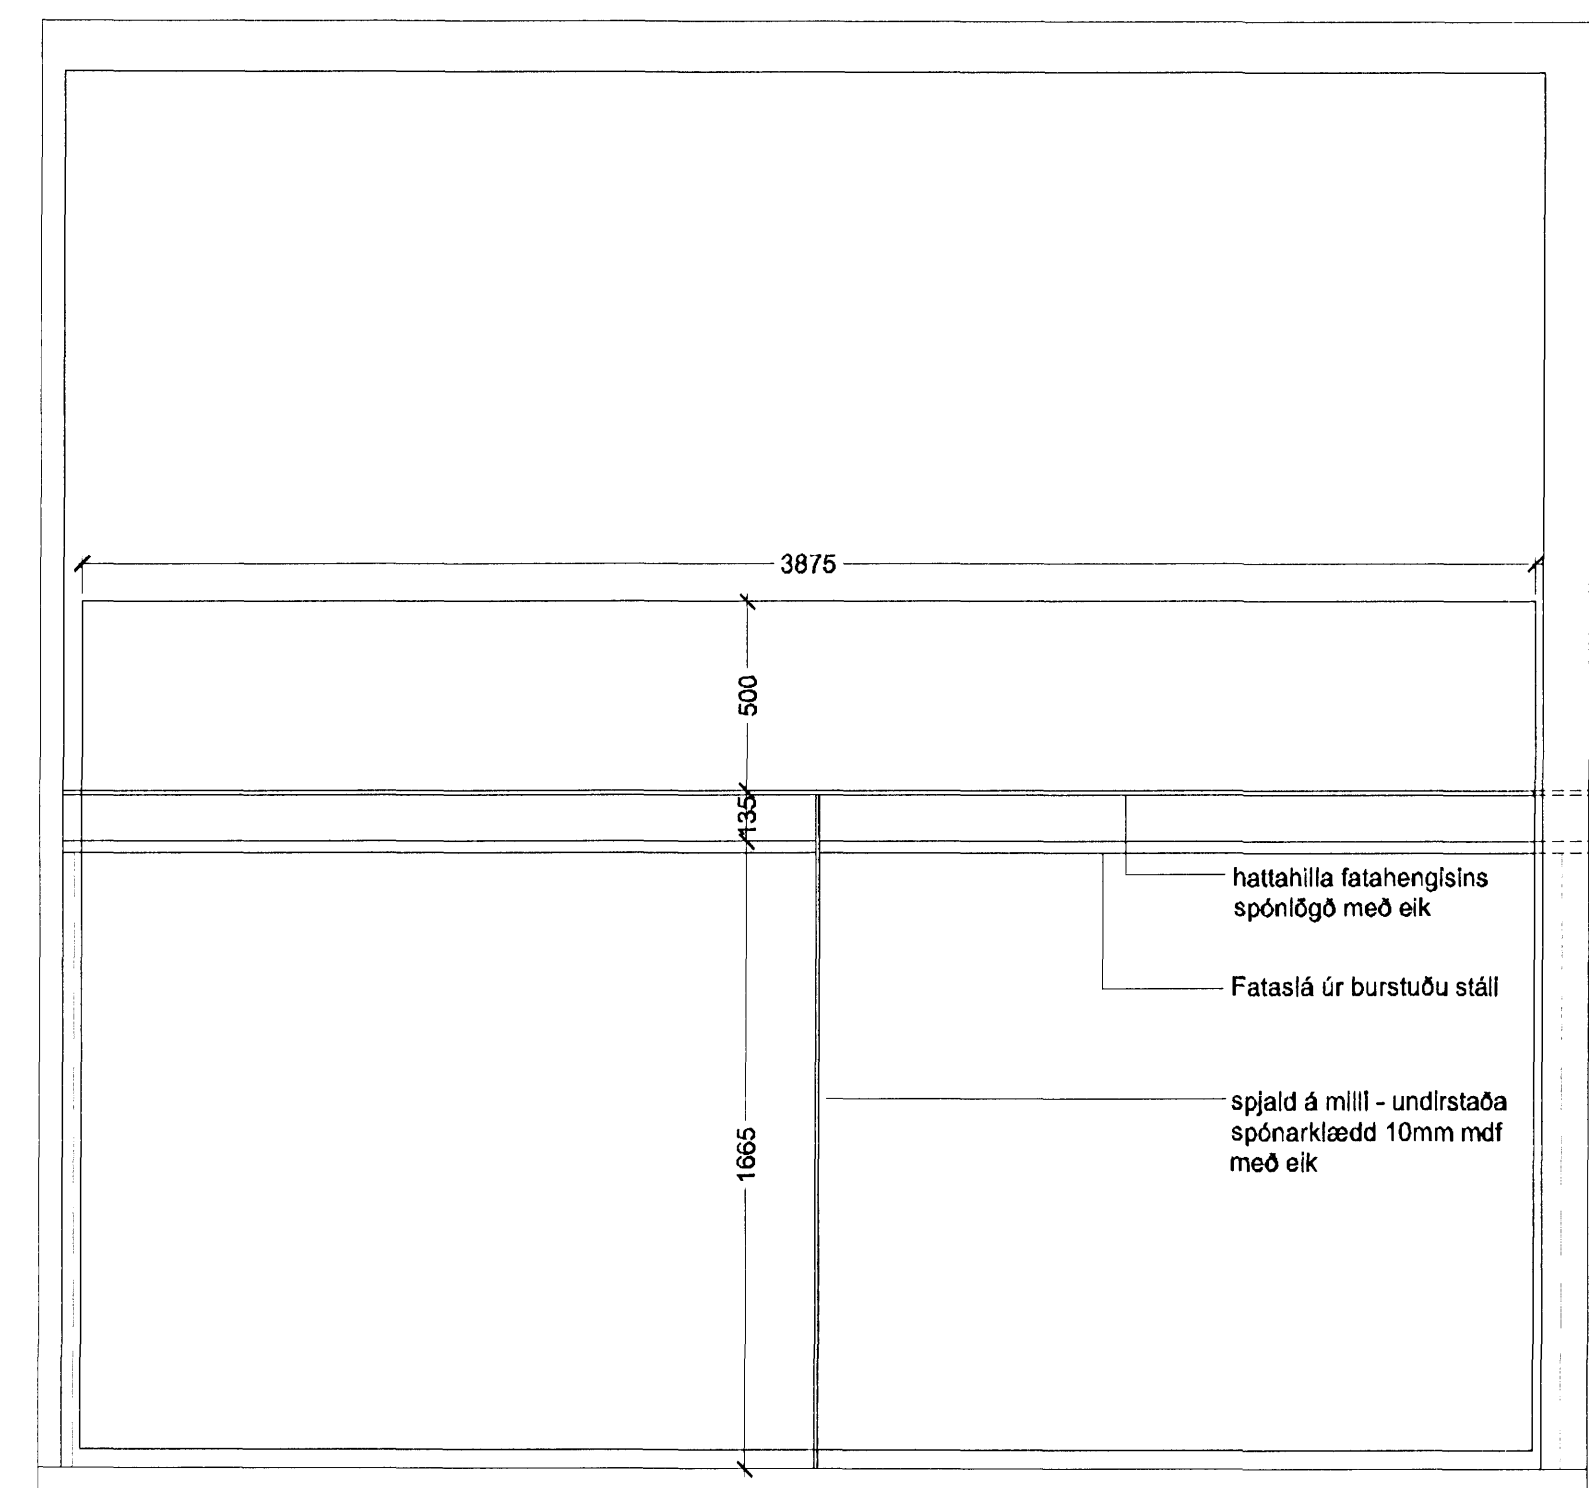 3875
500
135
hattahilla fatahengisins
spónlögð með eik
Fataslá úr burstuðu stáli
spjald á milli - undirstaða
1665
spónarklædd 10mm mdf
með eik